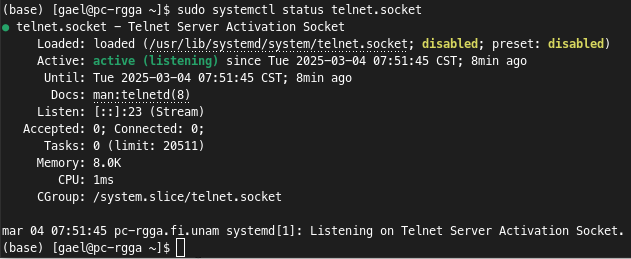 (base) [gael@pc-rgga ~]$ sudo systemctl status telnet.socket
● telnet.socket - Telnet Server Activation Socket
Loaded: loaded (/usr/lib/systemd/system/telnet.socket; disabled; preset: disabled)
Active: active (listening) since Tue 2025-03-04 07:51:45 CST; 8min ago
Until: Tue 2025-03-04 07:51:45 CST; 8min ago
Docs: man:telnetd(8)
Listen: [::]:23 (Stream)
Accepted: 0; Connected: 0;
Tasks: 0 (limit: 20511)
Memory: 8.0K
CPU: 1ms
CGroup: /system.slice/telnet.socket
mar 04 07:51:45 pc-rgga.fi.unam systemd[1]: Listening on Telnet Server Activation Socket.
(base) [gael@pc-rgga ~]$